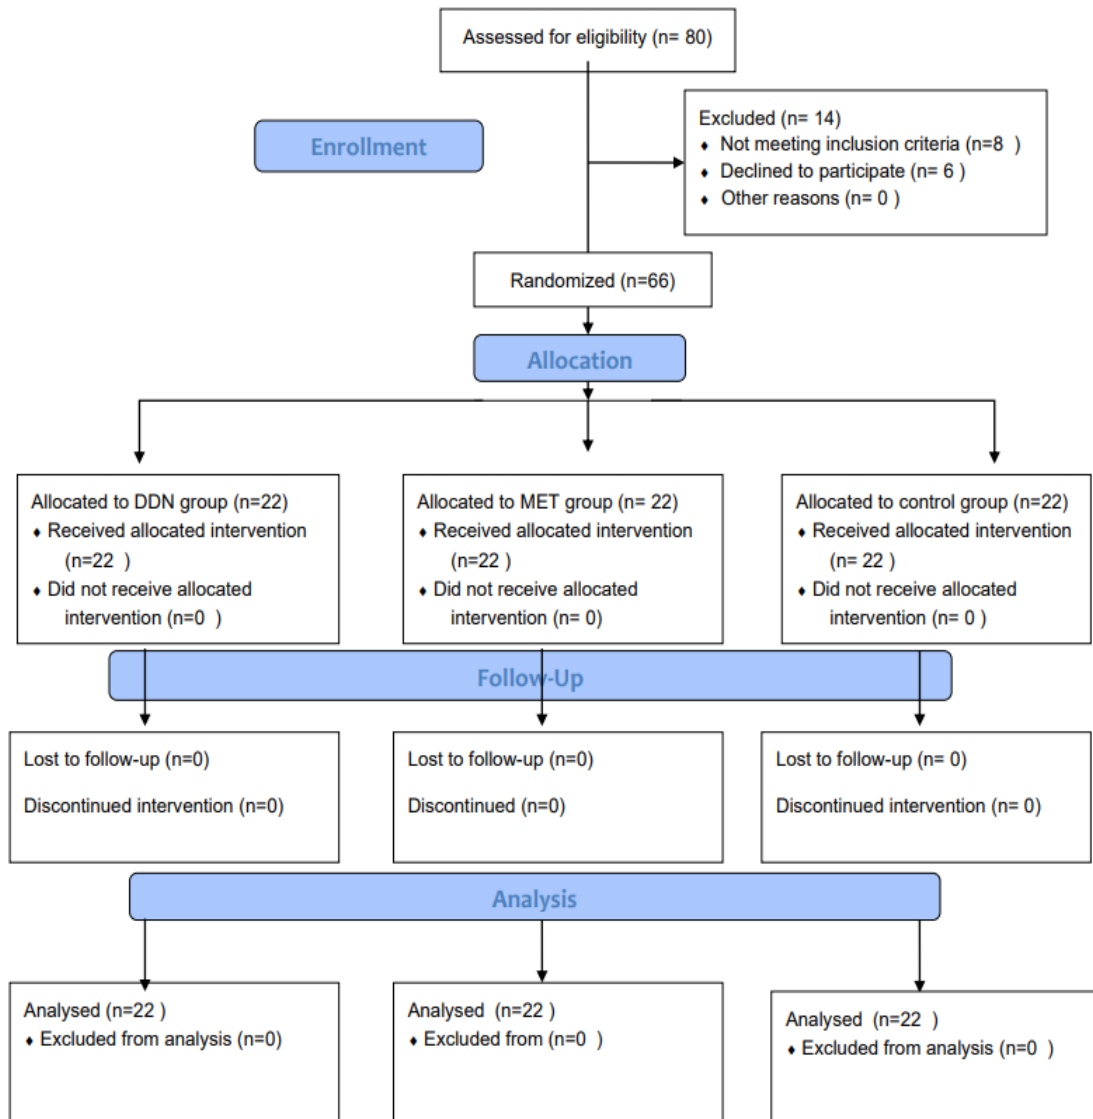 Assessed for eligibility (n= 80)
Excluded (n= 14)
♦ Not meeting inclusion criteria (n=8  )
♦ Declined to participate (n= 6 )
♦ Other reasons (n= 0 )
Enrollment
Randomized (n=66)
Allocation
Allocated to DDN group (n=22)
♦ Received allocated intervention
(n=22  )
♦ Did not receive allocated
intervention (n=0  )
Allocated to MET group (n= 22)
♦ Received allocated intervention
(n=22 )
♦ Did not receive allocated
intervention (n= 0)
Allocated to control group (n=22)
♦ Received allocated intervention
(n= 22 )
♦ Did not receive allocated
intervention (n= 0 )
Follow-Up
Lost to follow-up (n=0)
Discontinued intervention (n=0)
Lost to follow-up (n=0)
Discontinued (n=0)
Lost to follow-up (n= 0)
Discontinued intervention (n= 0)
Analysis
Analysed (n=22 )
♦ Excluded from analysis (n=0)
Analysed  (n=22 )
♦ Excluded from (n=0  )
Analysed  (n=22  )
♦ Excluded from analysis (n=0  )